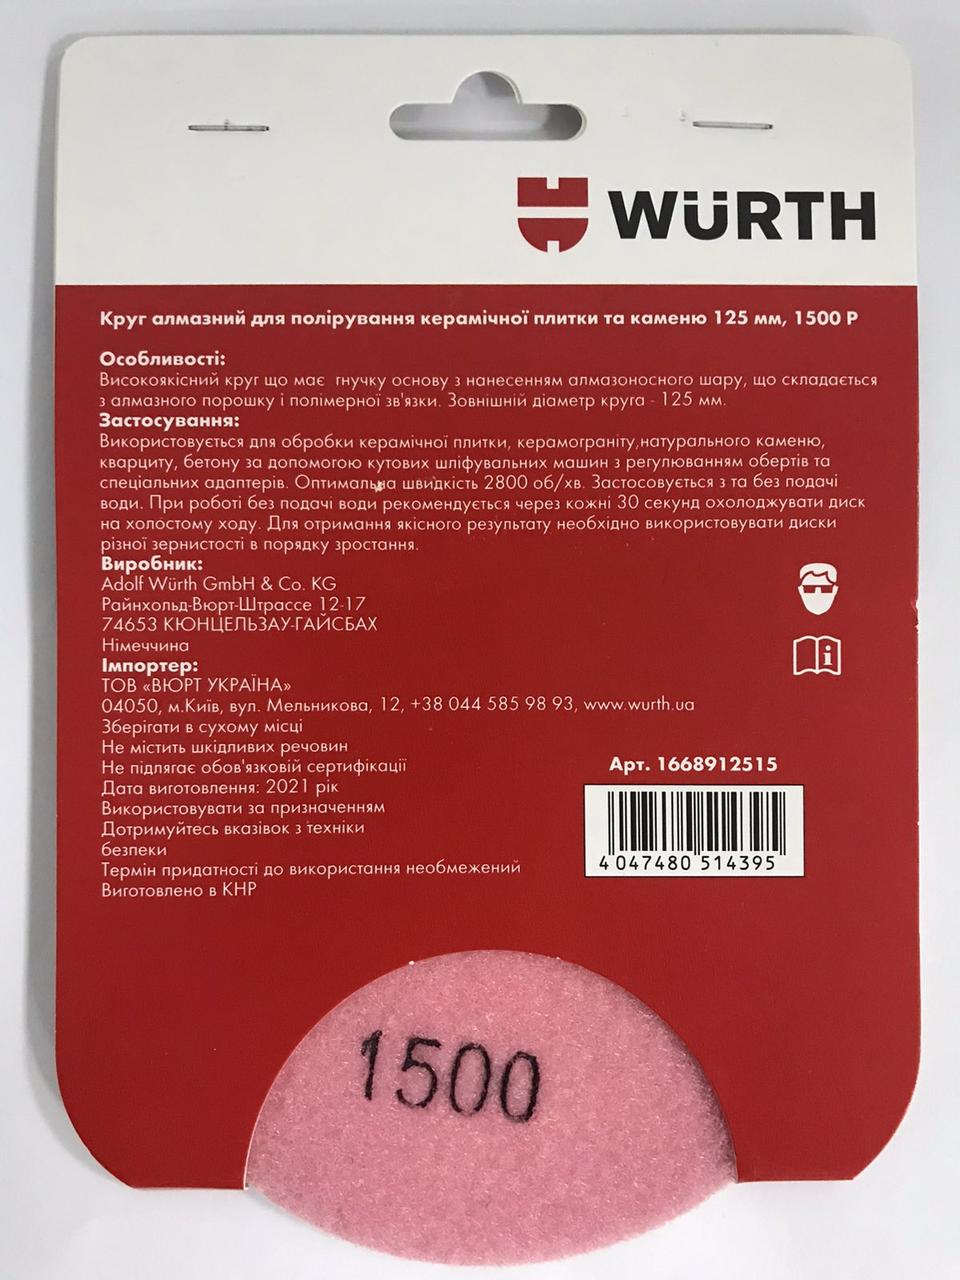 WÜRTH
Круг алмазний для полірування керамічної плитки та каменю 125 мм, 1500 Р
Особливості:
Високоякісний круг що має гнучку основу з нанесенням алмазоносного шару, що складається
з алмазного порошку і полімерної зв'язки. Зовнішній діаметр круга - 125 мм.
Застосування:
Використовується для обробки керамічної плитки, керамограніту,натурального каменю,
кварциту, бетону за допомогою кутових шліфувальних машин з регулюванням обертів та
спеціальних адаптерів. Оптимальна швидкість 2800 об/хв. Застосовується з та без подачі
води. При роботі без подачі води рекомендується через кожні 30 секунд охолоджувати диск
на холостому ходу. Для отримання якісного результату необхідно використовувати диски
різної зернистості в порядку зростання.
Виробник:
Adolf Würth GmbH & Co. KG
Райнхольд-Вюрт-Штрассе 12-17
74653 КЮНЦЕЛЬЗАУ-ГАЙСБАХ
Німеччина
Імпортер:
ТОВ «ВЮРТ УКРАЇНА»
04050, м.Київ, вул. Мельникова, 12, +38 044 585 98 93, www.wurth.ua
Зберігати в сухому місці
Не містить шкідливих речовин
Не підлягає обов'язковій сертифікації
Дата виготовлення: 2021 рік
Використовувати за призначенням
Дотримуйтесь вказівок з техніки
безпеки
Термін придатності до використання необмежений
Виготовлено в КНР
Арт. 1668912515
4 047480 514395
1500